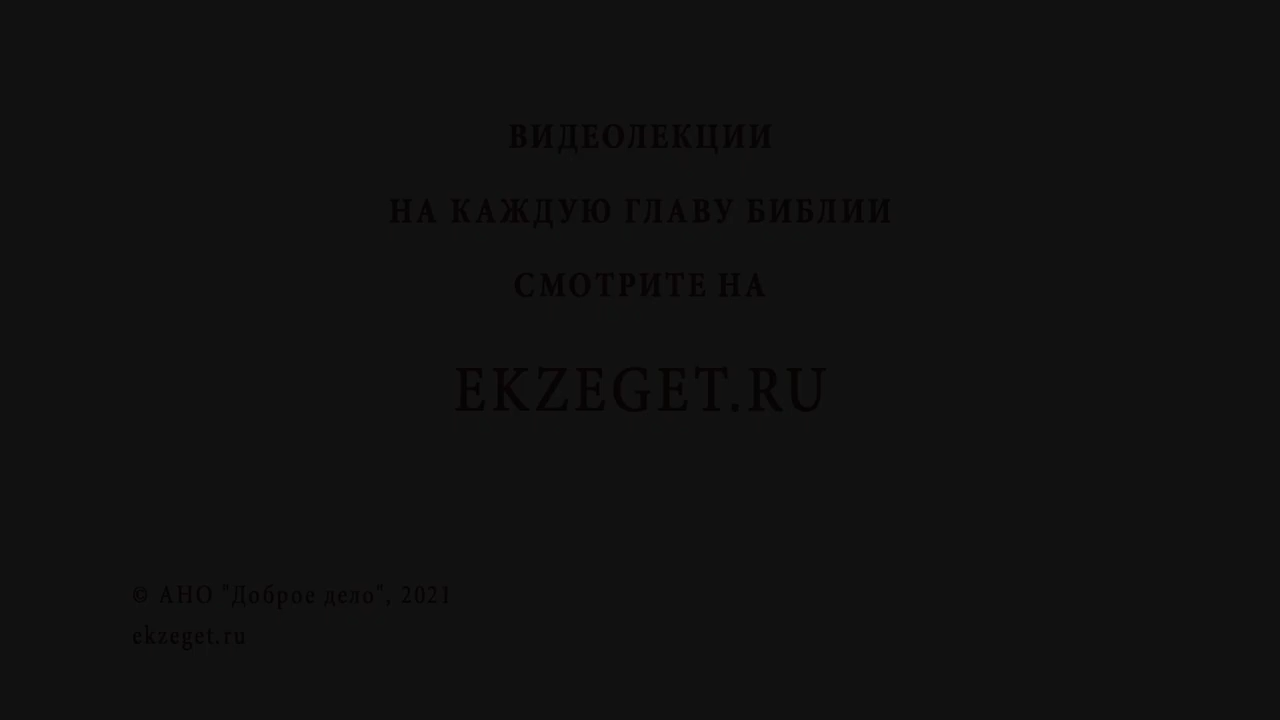 ВИДЕОЛЕКЦИИ
НА КАЖДУЮ ГЛАВУ БИБЛИИ
СМОТРИТЕ НА
EKZEGET.RU
© АНО "Доброе дело", 2021
ekzeget.ru